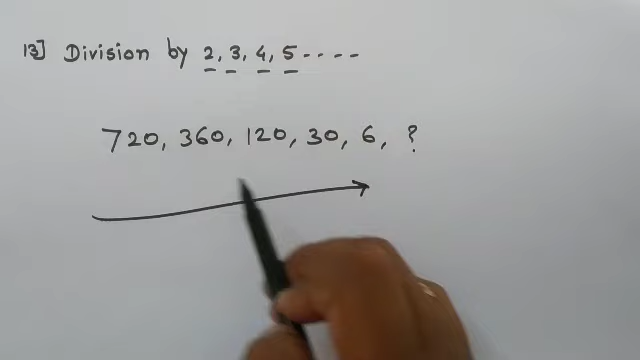 13] Division by 2, 3, 4, 5 ----
720, 360, 120, 30, 6, ?